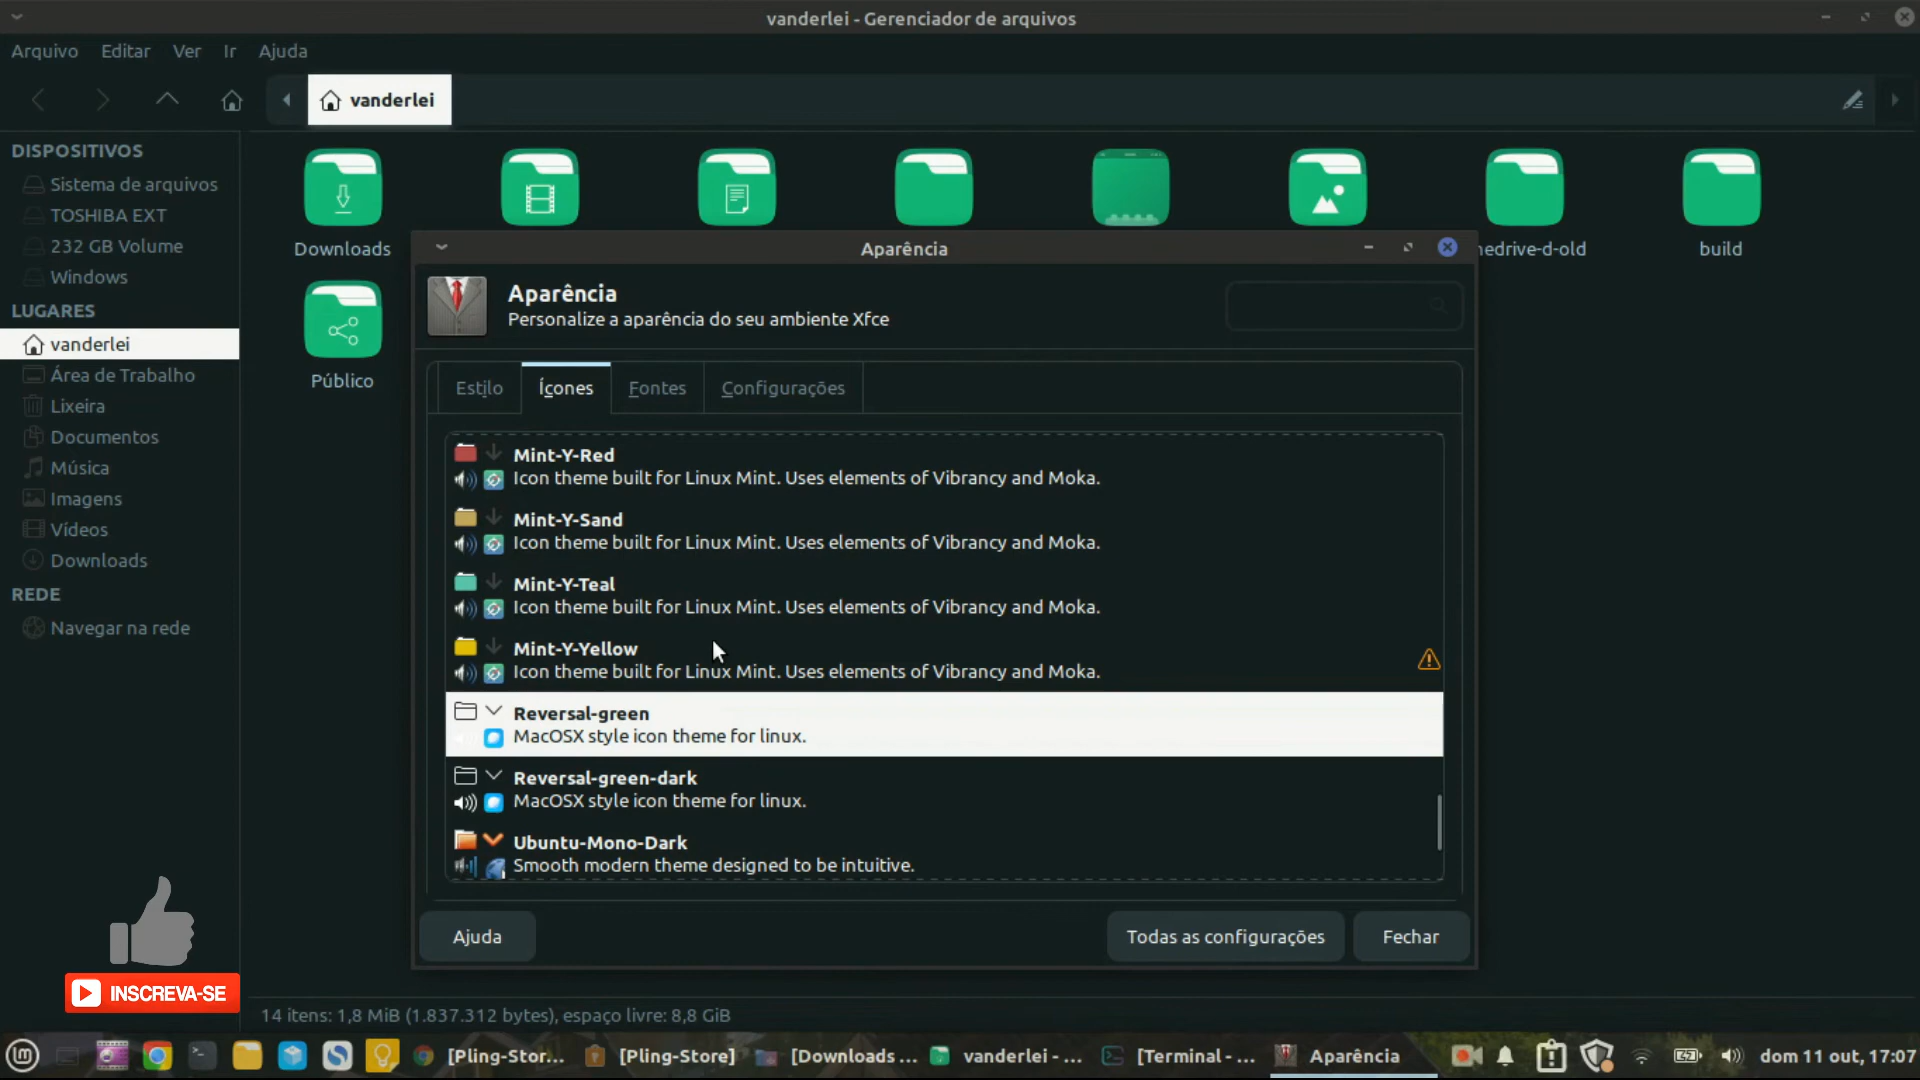 vanderlei - Gerenciador de arquivos
Arquivo Editar Ver Ir Ajuda
vanderlei
DISPOSITIVOS
Sistema de arquivos
TOSHIBA EXT
232 GB Volume
Windows
LUGARES
vanderlei
Área de Trabalho
Lixeira
Documentos
Música
Imagens
Vídeos
Downloads
REDE
Navegar na rede
Downloads
nedrive-d-old
build
Público
Aparência
Aparência
Personalize a aparência do seu ambiente Xfce
Estilo Ícones Fontes Configurações
Mint-Y-Red
Icon theme built for Linux Mint. Uses elements of Vibrancy and Moka.
Mint-Y-Sand
Icon theme built for Linux Mint. Uses elements of Vibrancy and Moka.
Mint-Y-Teal
Icon theme built for Linux Mint. Uses elements of Vibrancy and Moka.
Mint-Y-Yellow
Icon theme built for Linux Mint. Uses elements of Vibrancy and Moka.
Reversal-green
MacOSX style icon theme for linux.
Reversal-green-dark
MacOSX style icon theme for linux.
Ubuntu-Mono-Dark
Smooth modern theme designed to be intuitive.
Ajuda
Todas as configurações
Fechar
INSCREVA-SE
14 itens: 1,8 MiB (1.837.312 bytes), espaço livre: 8,8 GiB
[Pling-Stor... [Pling-Store] [Downloads ... vanderlei - ... [Terminal - ... Aparência dom 11 out, 17:07